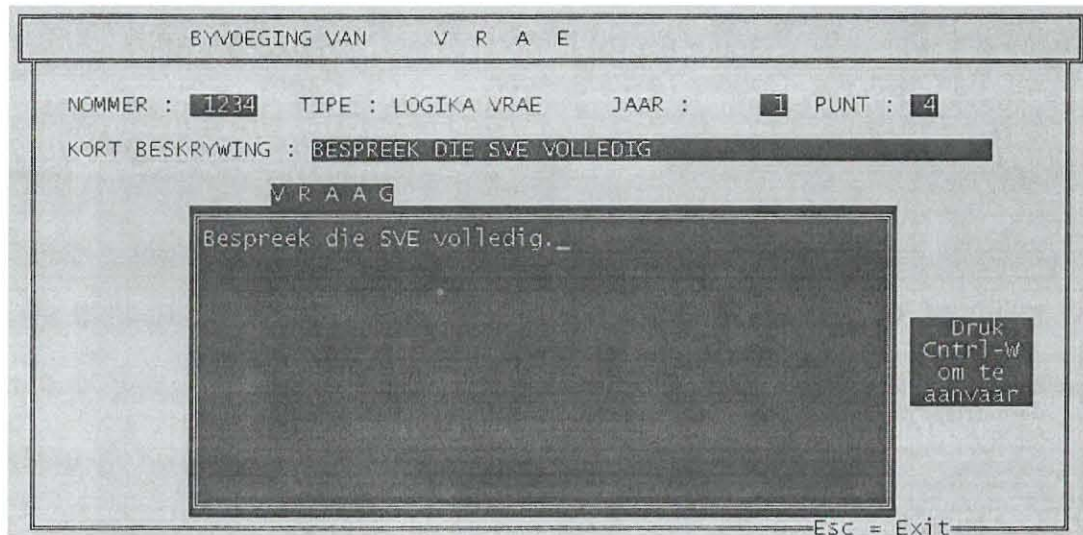 BYVOEGING VAN V R A E
NOMMER : 1234 TIPE : LOGIKA VRAE JAAR : 1 PUNT : 4
KORT BESKRYWING : BESPREEK DIE SVE VOLLEDIG
V R A A G
Bespreek die SVE volledig._
Druk
Cntrl-W
om te
aanvaar
Esc = Exit